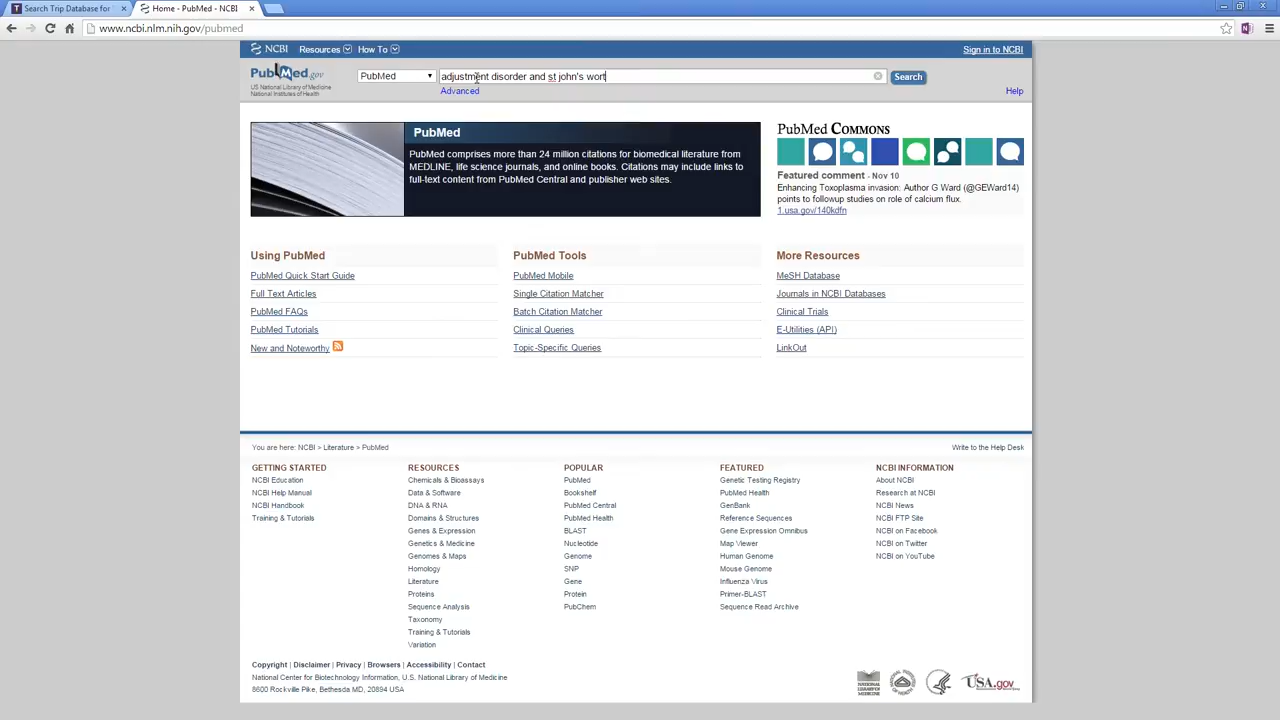 Search Trip Database for
Home - PubMed - NCBI
www.ncbi.nlm.nih.gov/pubmed
NCBI Resources How To Sign in to NCBI
PubMed.gov
US National Library of Medicine
National Institutes of Health
PubMed
adjustment disorder and st john's wort
Search
Advanced
Help
PubMed
PubMed comprises more than 24 million citations for biomedical literature from
MEDLINE, life science journals, and online books. Citations may include links to
full-text content from PubMed Central and publisher web sites.
PubMed Commons
Featured comment - Nov 10
Enhancing Toxoplasma invasion: Author G Ward (@GEWard14)
points to followup studies on role of calcium flux.
1.usa.gov/140kdfn
Using PubMed
PubMed Quick Start Guide
Full Text Articles
PubMed FAQs
PubMed Tutorials
New and Noteworthy
PubMed Tools
PubMed Mobile
Single Citation Matcher
Batch Citation Matcher
Clinical Queries
Topic-Specific Queries
More Resources
MeSH Database
Journals in NCBI Databases
Clinical Trials
E-Utilities (API)
LinkOut
You are here: NCBI > Literature > PubMed
Write to the Help Desk
GETTING STARTED
NCBI Education
NCBI Help Manual
NCBI Handbook
Training & Tutorials
RESOURCES
Chemicals & Bioassays
Data & Software
DNA & RNA
Domains & Structures
Genes & Expression
Genetics & Medicine
Genomes & Maps
Homology
Literature
Proteins
Sequence Analysis
Taxonomy
Training & Tutorials
Variation
POPULAR
PubMed
Bookshelf
PubMed Central
PubMed Health
BLAST
Nucleotide
Genome
SNP
Gene
Protein
PubChem
FEATURED
Genetic Testing Registry
PubMed Health
GenBank
Reference Sequences
Gene Expression Omnibus
Map Viewer
Human Genome
Mouse Genome
Influenza Virus
Primer-BLAST
Sequence Read Archive
NCBI INFORMATION
About NCBI
Research at NCBI
NCBI News
NCBI FTP Site
NCBI on Facebook
NCBI on Twitter
NCBI on YouTube
Copyright | Disclaimer | Privacy | Browsers | Accessibility | Contact
National Center for Biotechnology Information, U.S. National Library of Medicine
8600 Rockville Pike, Bethesda MD, 20894 USA
USA.gov